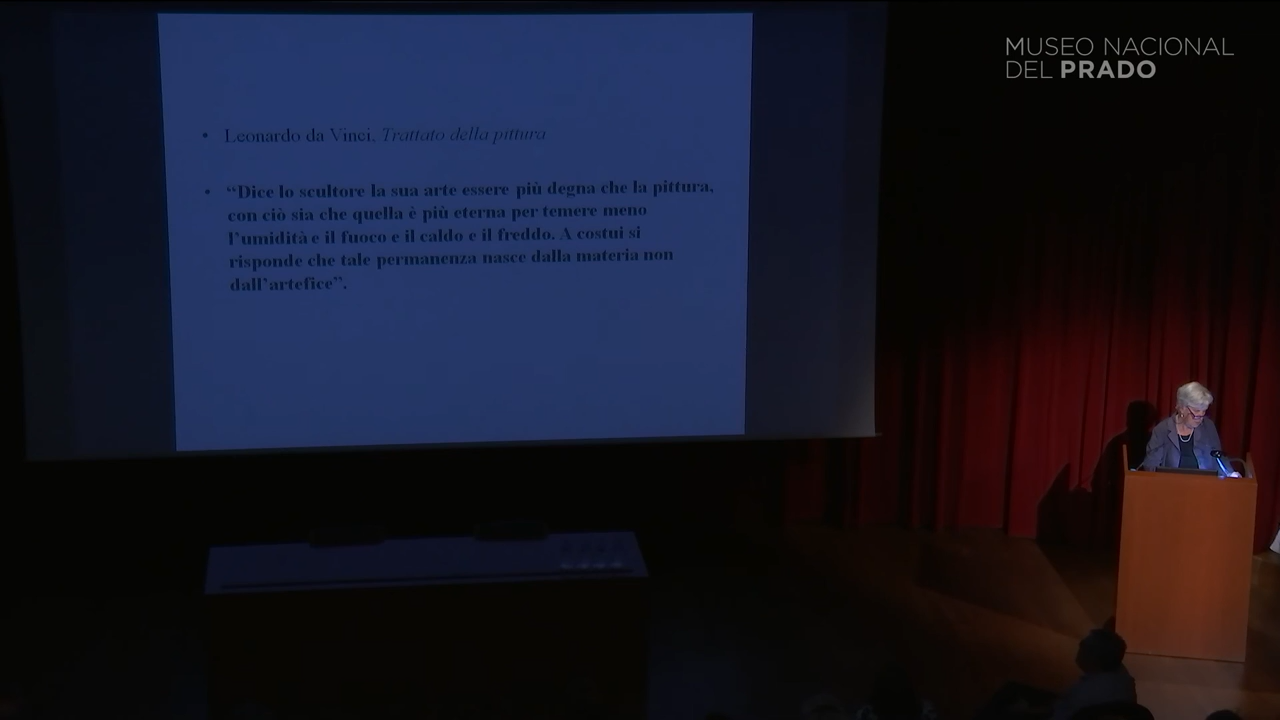 MUSEO NACIONAL
DEL PRADO
• Leonardo da Vinci, Trattato della pittura
• “Dice lo scultore la sua arte essere più degna che la pittura,
con ciò sia che quella è più eterna per temere meno
l’umidità e il fuoco e il caldo e il freddo. A costui si
risponde che tale permanenza nasce dalla materia non
dall’artefice”.